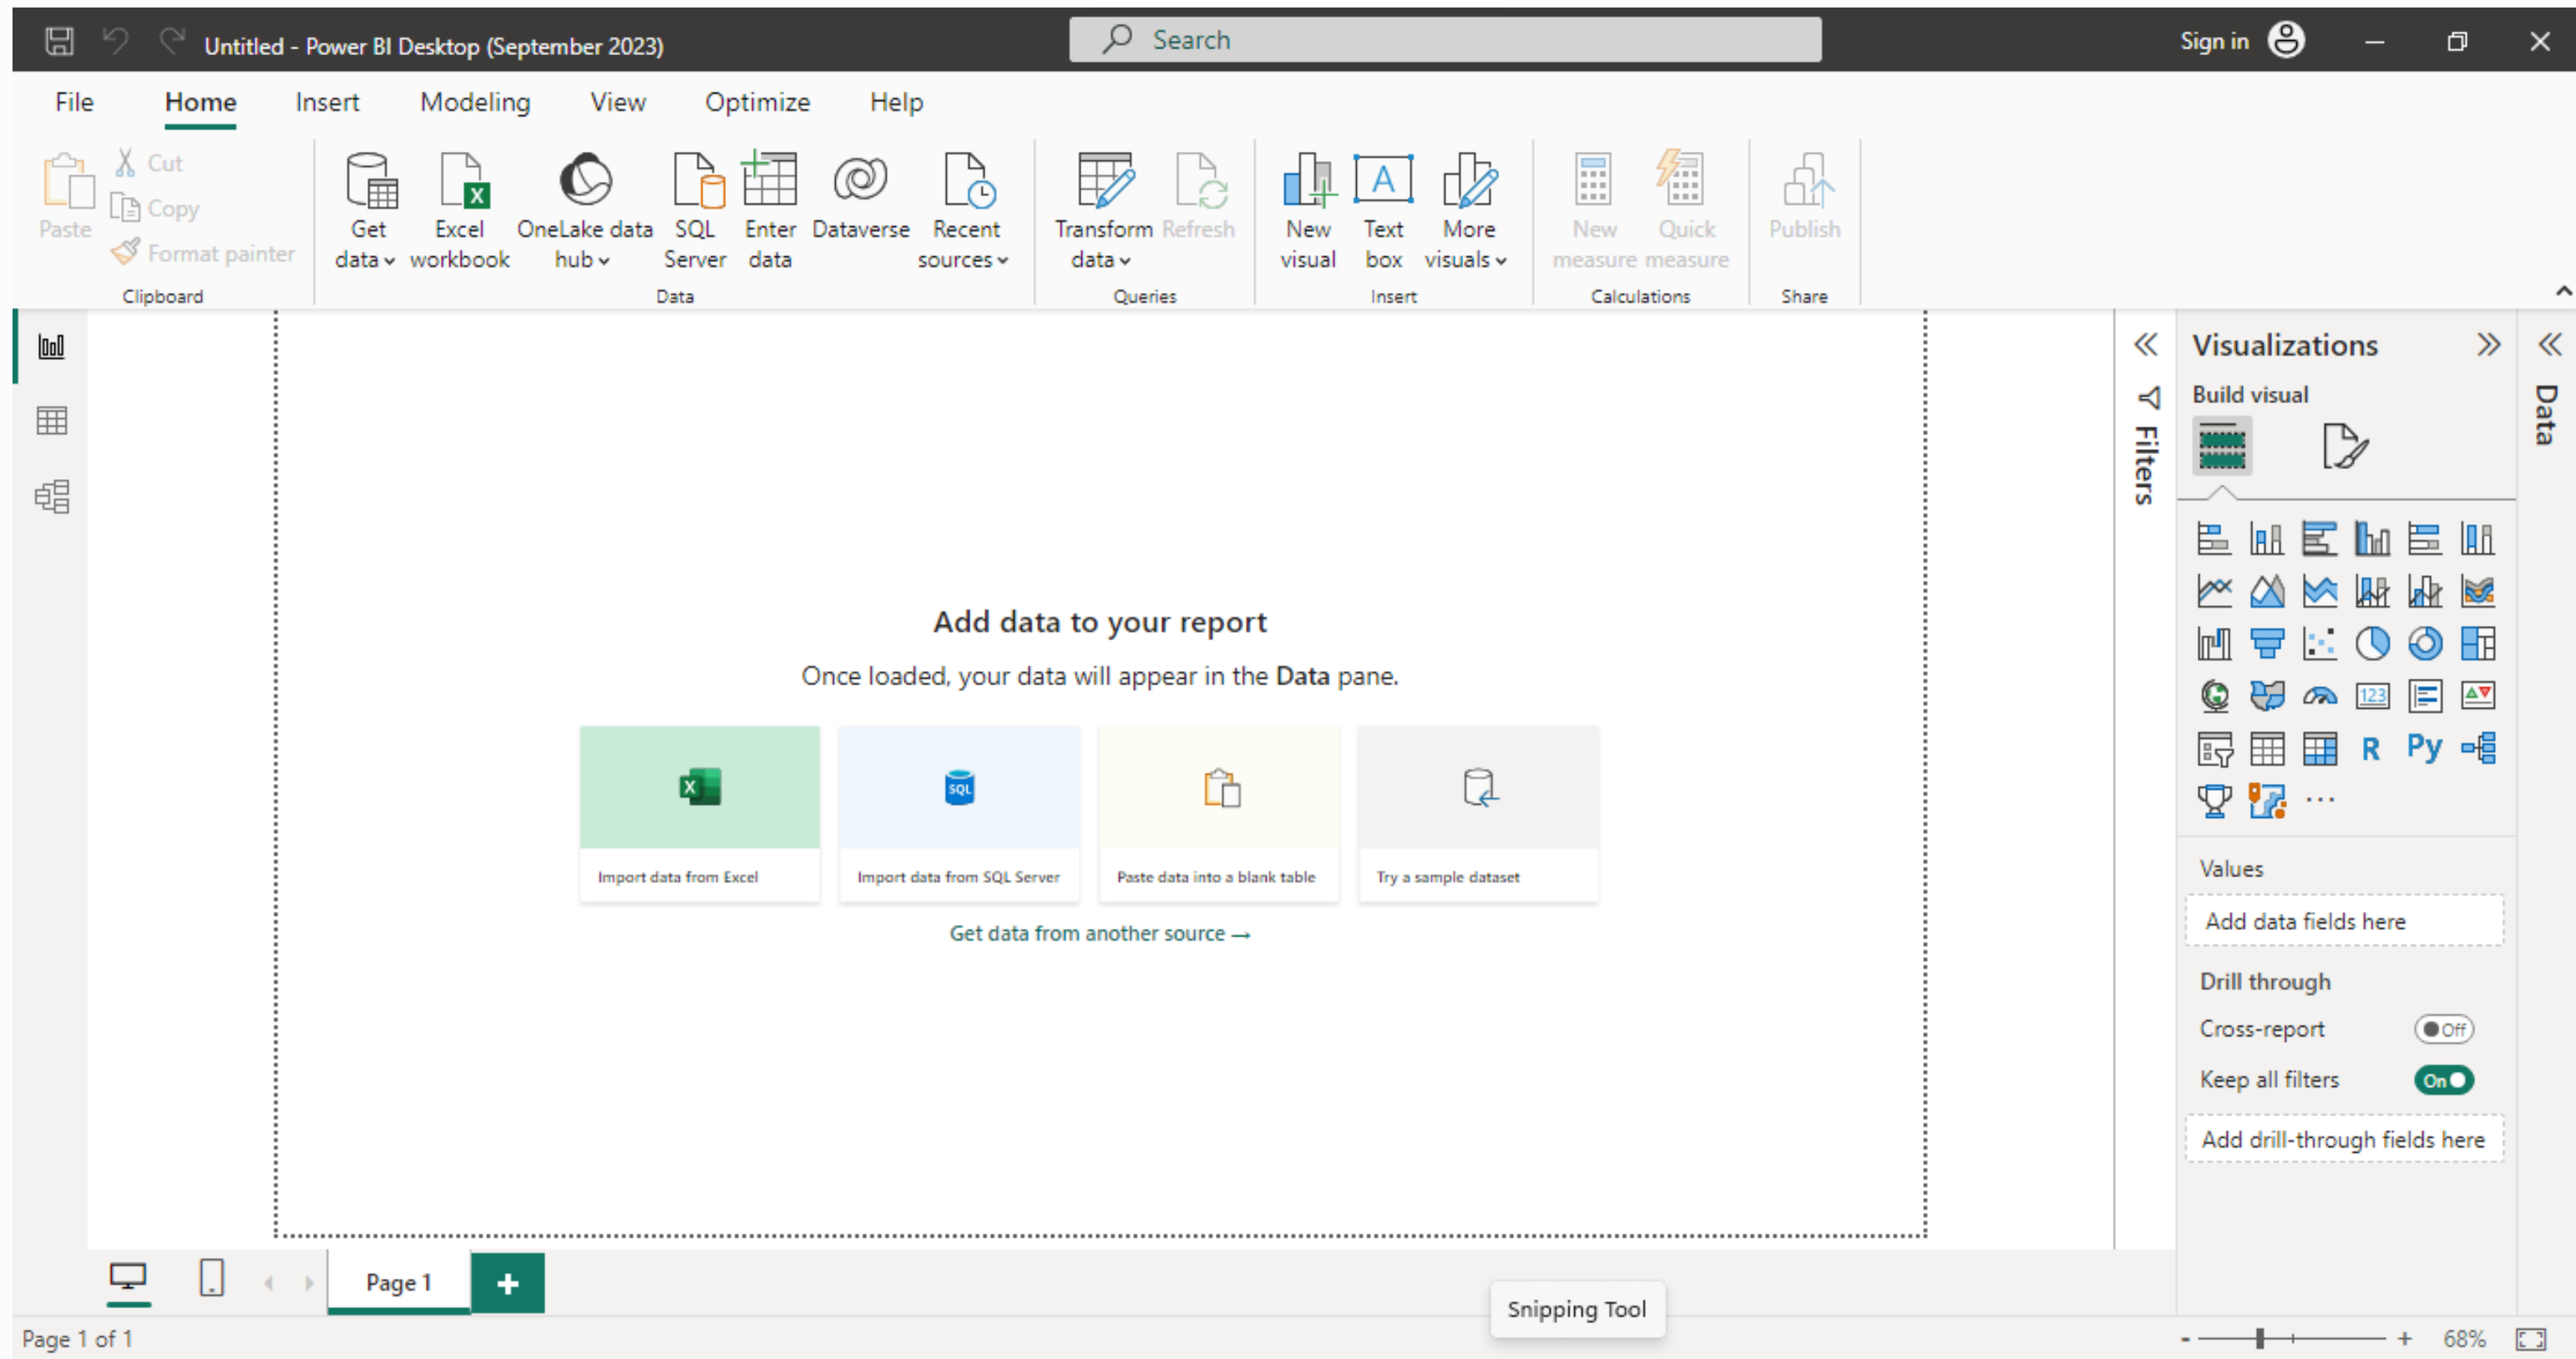 Untitled - Power BI Desktop (September 2023)
Search
Sign in
File Home Insert Modeling View Optimize Help
Paste
Cut
Copy
Format painter
Clipboard
Get
data
Excel
workbook
OneLake data
hub
SQL
Server
Enter
data
Dataverse
Recent
sources
Data
Transform
data
Refresh
Queries
New
visual
Text
box
More
visuals
Insert
New
measure
Quick
measure
Calculations
Publish
Share
Add data to your report
Once loaded, your data will appear in the Data pane.
X
SQL
Import data from Excel
Import data from SQL Server
Paste data into a blank table
Try a sample dataset
Get data from another source →
Filters
Visualizations
Build visual
123
R Py
...
Values
Add data fields here
Drill through
Cross-report Off
Keep all filters On
Add drill-through fields here
Data
Page 1
+
Snipping Tool
Page 1 of 1
- + 68%